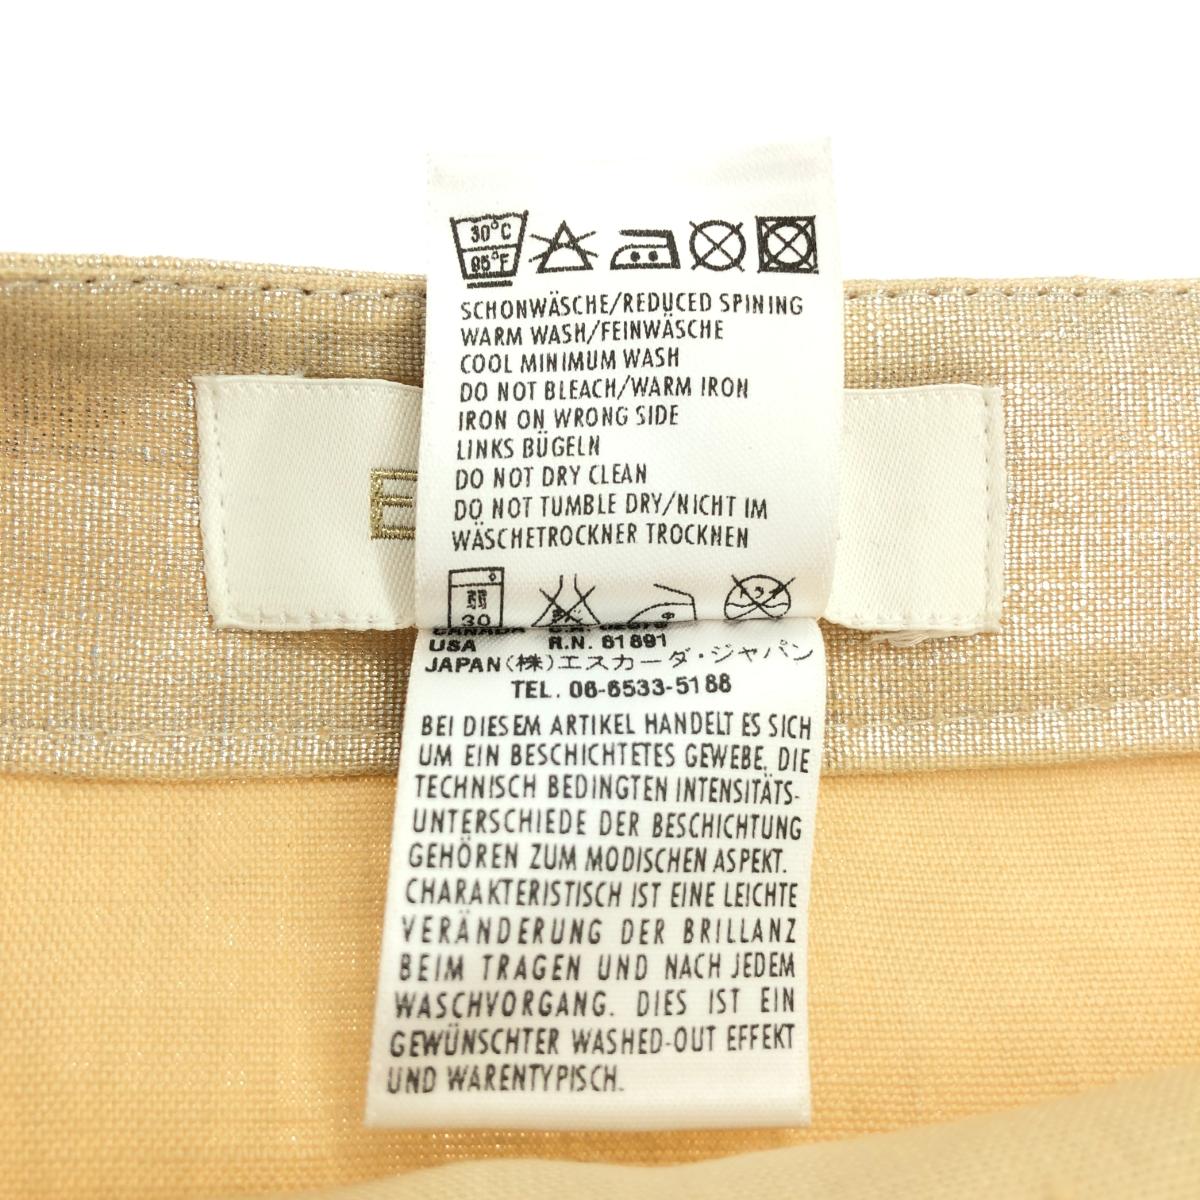 30°C
95°F
SCHONWÄSCHE/REDUCED SPINING
WARM WASH/FEINWÄSCHE
COOL MINIMUM WASH
DO NOT BLEACH/WARM IRON
IRON ON WRONG SIDE
LINKS BÜGELN
DO NOT DRY CLEAN
DO NOT TUMBLE DRY/NICHT IM
WÄSCHETROCKNER TROCKNEN
E
弱
30
ドライ
CANADA
USA R.N. 61891
JAPAN(株)エスカーダ・ジャパン
TEL. 06-6533-5188
BEI DIESEM ARTIKEL HANDELT ES SICH
UM EIN BESCHICHTETES GEWEBE. DIE
TECHNISCH BEDINGTEN INTENSITÄTS-
UNTERSCHIEDE DER BESCHICHTUNG
GEHÖREN ZUM MODISCHEN ASPEKT.
CHARAKTERISTISCH IST EINE LEICHTE
VERÄNDERUNG DER BRILLANZ
BEIM TRAGEN UND NACH JEDEM
WASCHVORGANG. DIES IST EIN
GEWÜNSCHTER WASHED-OUT EFFEKT
UND WARENTYPISCH.